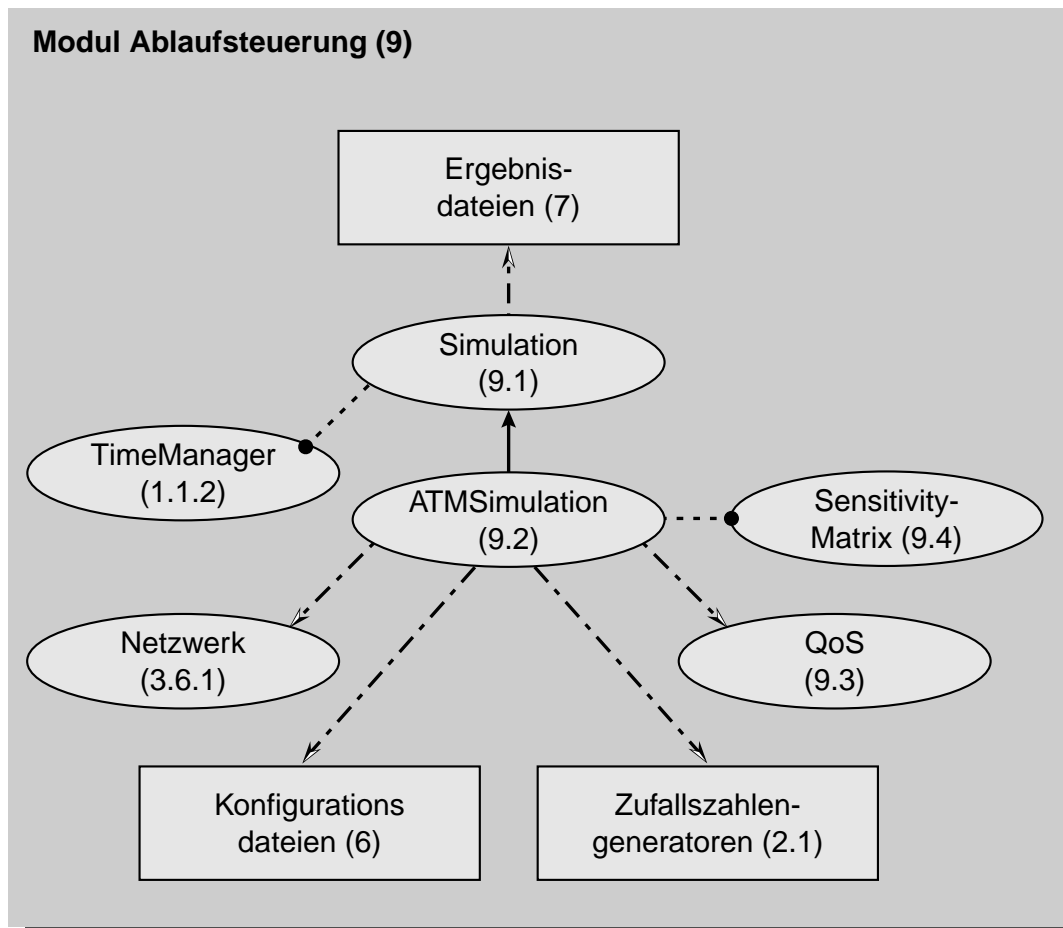 Modul Ablaufsteuerung (9)
Ergebnis-
dateien (7)
Simulation
(9.1)
TimeManager
(1.1.2)
ATMSimulation
(9.2)
Sensitivity-
Matrix (9.4)
Netzwerk
(3.6.1)
QoS
(9.3)
Konfigurations
dateien (6)
Zufallszahlen-
generatoren (2.1)